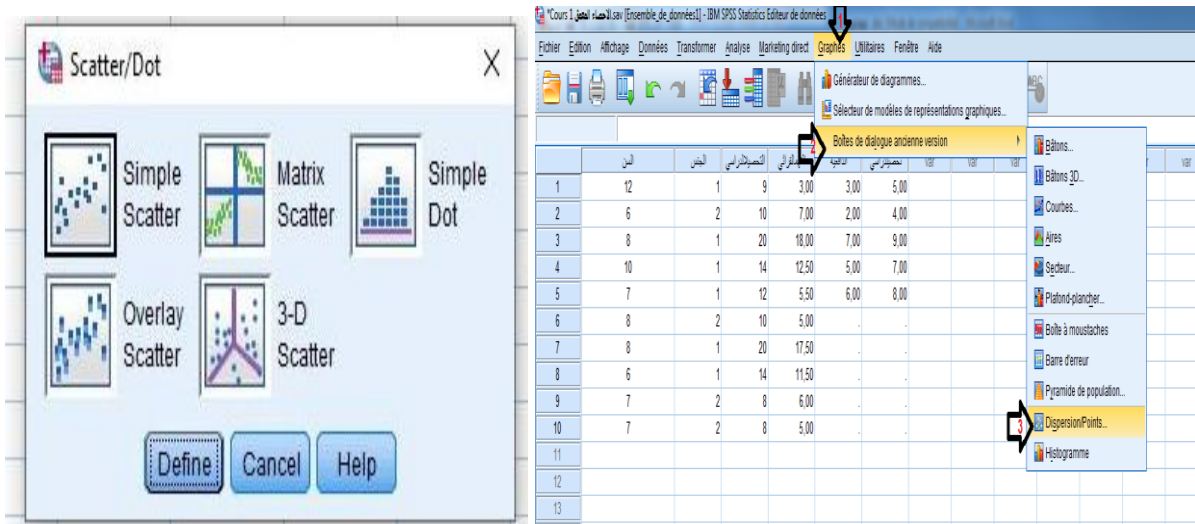 Scatter/Dot
Simple Scatter
Matrix Scatter
Simple Dot
Overlay Scatter
3-D Scatter
Define Cancel Help
*Cours 1 الاحصاء المعمق.sav [Ensemble_de_données1] - IBM SPSS Statistics Editeur de données
1
Fichier Edition Affichage Données Transformer Analyse Marketing direct Graphes Utilitaires Fenêtre Aide
Générateur de diagrammes...
Sélecteur de modèles de représentations graphiques...
2 Boîtes de dialogue ancienne version
Bâtons...
Bâtons 3D...
Courbes...
Aires
Secteur...
Plafond-plancher...
Boîte à moustaches
Barre d'erreur
Pyramide de population...
3 Dispersion/Points...
Histogramme
السن الجنس التحصيلالدراسي var var var var
1 12 1 9 3,00 3,00 5,00
2 6 2 10 7,00 2,00 4,00
3 8 1 20 18,00 7,00 9,00
4 10 1 14 12,50 5,00 7,00
5 7 1 12 5,50 6,00 8,00
6 8 2 10 5,00 . .
7 8 1 20 17,50 . .
8 6 1 14 11,50 . .
9 7 2 8 6,00 . .
10 7 2 8 5,00 . .
11
12
13